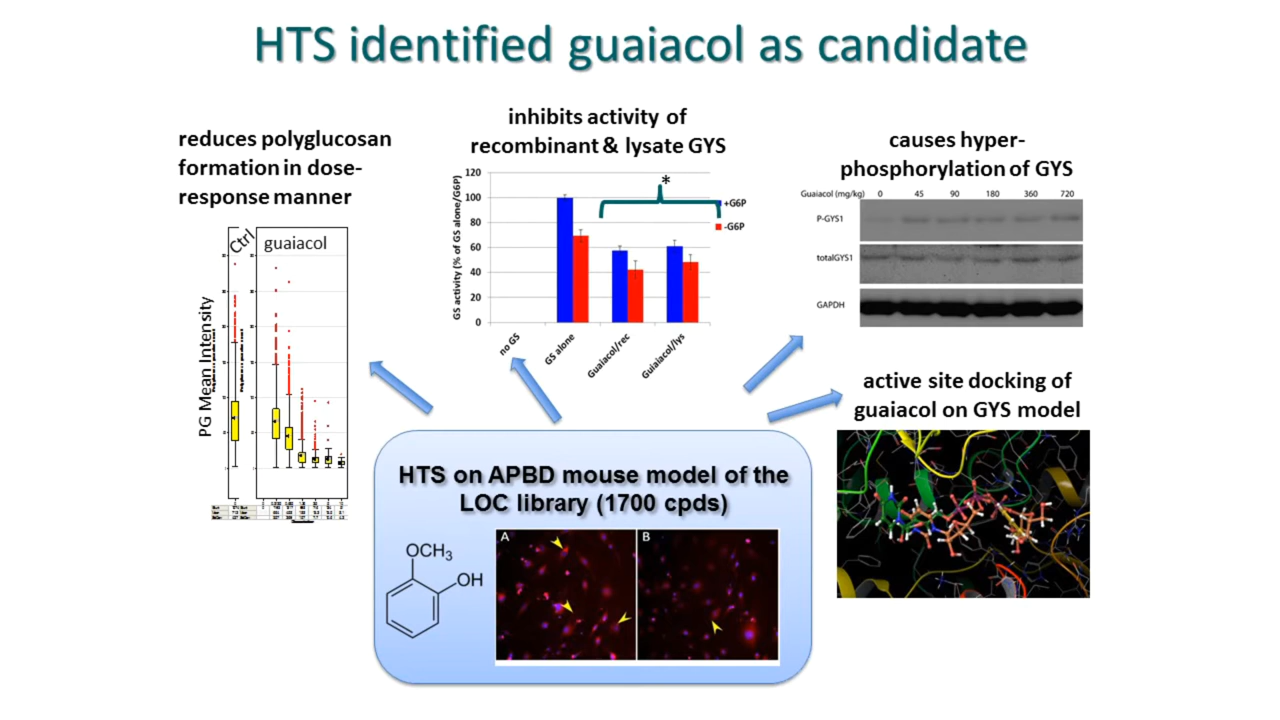 HTS identified guaiacol as candidate
reduces polyglucosan
formation in dose-
response manner
Ctrl
guaiacol
PG Mean Intensity
inhibits activity of
recombinant & lysate GYS
GS activity (% of GS alone/G6P)
120
100
80
60
40
20
0
*
+G6P
-G6P
no GS
GS alone
Guaiacol/rec
Guaiacol/lys
causes hyper-
phosphorylation of GYS
Guaiacol (mg/kg) 0 45 90 180 360 720
P-GYS1
totalGYS1
GAPDH
active site docking of
guaiacol on GYS model
HTS on APBD mouse model of the
LOC library (1700 cpds)
OCH3
OH
A
B